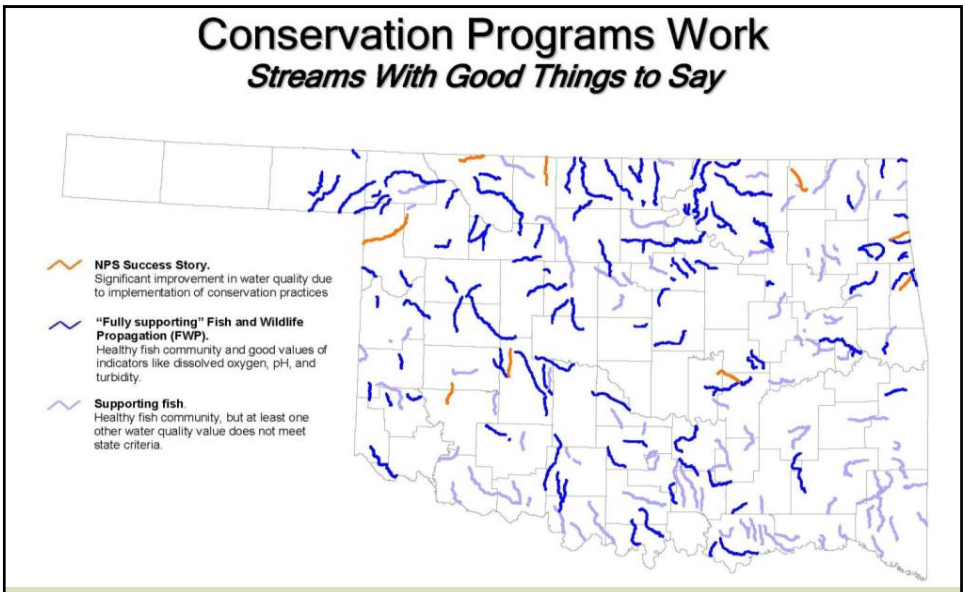 Conservation Programs Work
Streams With Good Things to Say
NPS Success Story.
Significant improvement in water quality due
to implementation of conservation practices
“Fully supporting” Fish and Wildlife
Propagation (FWP).
Healthy fish community and good values of
indicators like dissolved oxygen, pH, and
turbidity.
Supporting fish.
Healthy fish community, but at least one
other water quality value does not meet
state criteria.